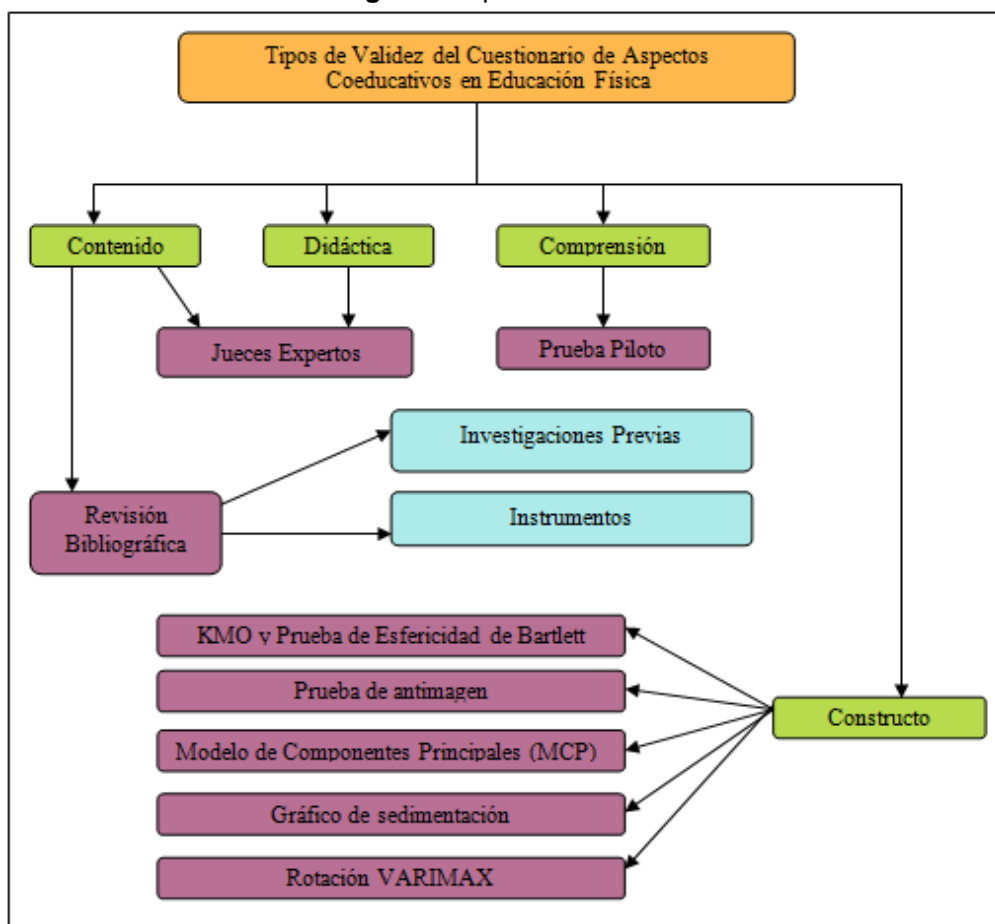 Tipos de Validez del Cuestionario de Aspectos
Coeducativos en Educación Física
Contenido
Didáctica
Comprensión
Jueces Expertos
Prueba Piloto
Investigaciones Previas
Revisión
Bibliográfica
Instrumentos
KMO y Prueba de Esfericidad de Bartlett
Prueba de antimagen
Constructo
Modelo de Componentes Principales (MCP)
Gráfico de sedimentación
Rotación VARIMAX